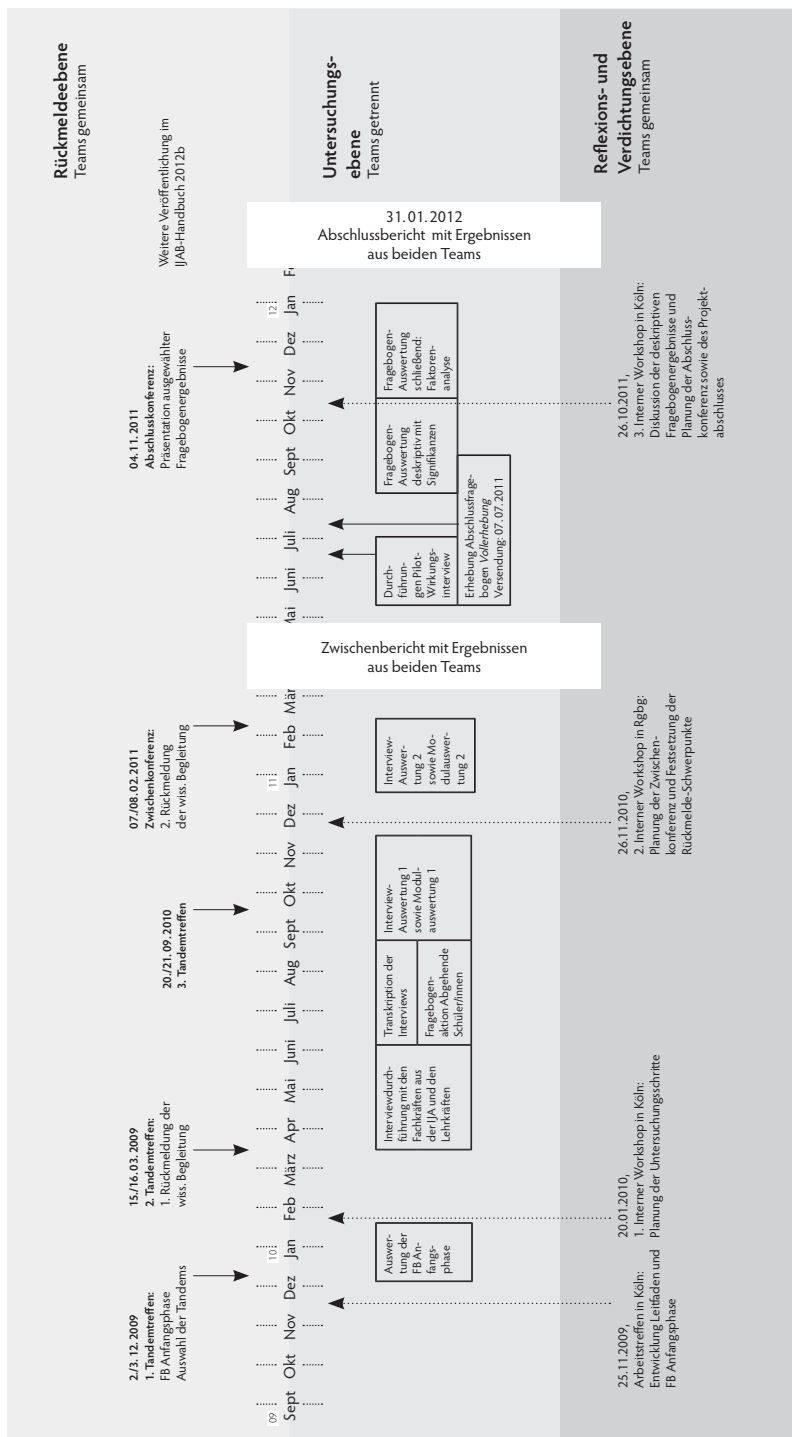 Rückmeldeebene
Teams gemeinsam
2./3. 12. 2009
1. Tandemtreffen:
FB Anfangsphase
Auswahl der Tandems
15./16. 03. 2009
2. Tandemtreffen:
1. Rückmeldung der
wiss. Begleitung
20./21. 09. 2010
3. Tandemtreffen
07./08. 02. 2011
Zwischenkonferenz:
2. Rückmeldung
der wiss. Begleitung
04. 11. 2011
Abschlusskonferenz:
Präsentation ausgewählter
Fragebogenergebnisse
Weitere Veröffentlichung im
IJAB-Handbuch 2012b
09
10
11
12
Sept Okt Nov Dez Jan Feb März Apr Mai Juni Juli Aug Sept Okt Nov Dez Jan Feb Mär
Mai Juni Juli Aug Sept Okt Nov Dez Jan Fe
Untersuchungs-
ebene
Teams getrennt
Auswer-
tung der
FB An-
fangs-
phase
Interviewdurch-
führung mit den
Fachkräften aus
der IJA und den
Lehrkräften
Transkription der
Interviews
Fragebogen-
aktion Abgehende
Schüler/innen
Interview-
Auswertung 1
sowie Modul-
auswertung 1
Interview-
Auswer-
tung 2
sowie Mo-
dulauswer-
tung 2
Zwischenbericht mit Ergebnissen
aus beiden Teams
Durch-
führun-
gen Pilot-
Wirkungs-
interview
Erhebung Abschlussfrage-
bogen Vollerhebung
Versendung: 07. 07. 2011
Fragebogen-
Auswertung
deskriptiv mit
Signifikanzen
Fragebogen-
Auswertung
schließend:
Faktoren-
analyse
31. 01. 2012
Abschlussbericht mit Ergebnissen
aus beiden Teams
Reflexions- und
Verdichtungsebene
Teams gemeinsam
25.11.2009,
Arbeitstreffen in Köln:
Entwicklung Leitfaden und
FB Anfangsphase
20.01.2010,
1. Interner Workshop in Köln:
Planung der Untersuchungsschritte
26.11.2010,
2. Interner Workshop in Rgbg:
Planung der Zwischen-
konferenz und Festsetzung der
Rückmelde-Schwerpunkte
26.10.2011,
3. Interner Workshop in Köln:
Diskussion der deskriptiven
Fragebogenergebnisse und
Planung der Abschluss-
konferenz sowie des Projekt-
abschlusses